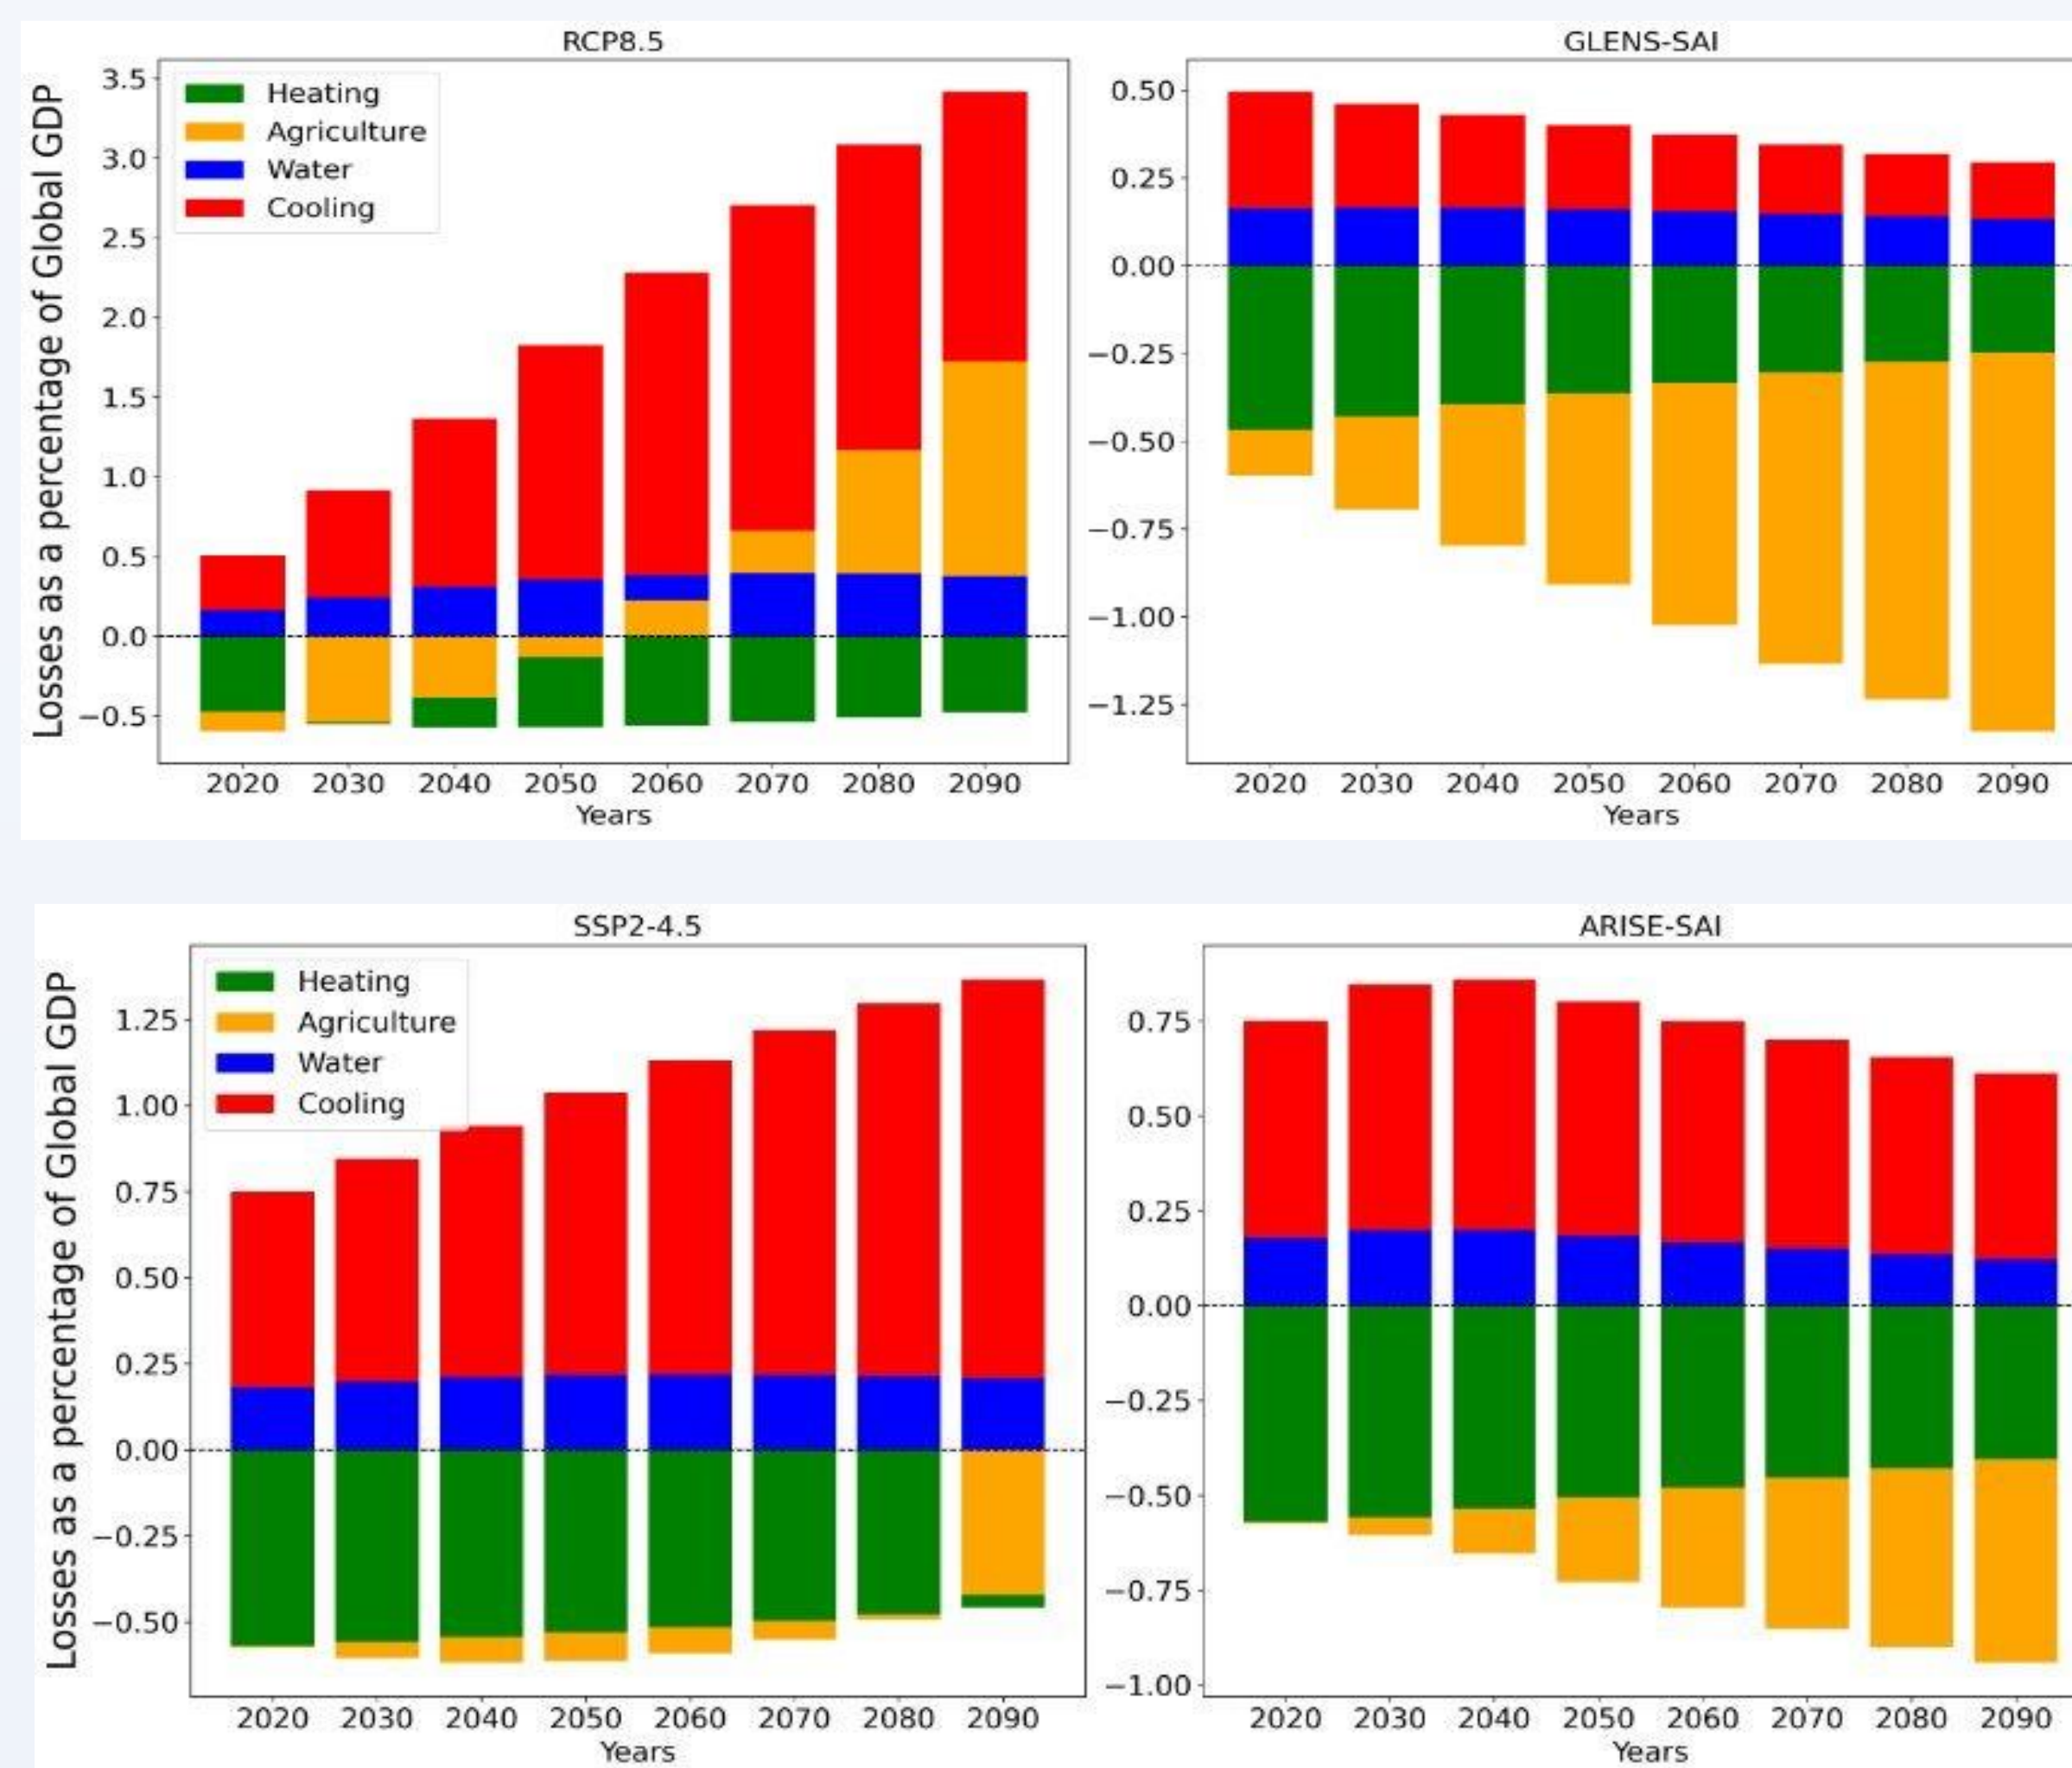 RCP8.5
Losses as a percentage of Global GDP
3.5
3.0
2.5
2.0
1.5
1.0
0.5
0.0
−0.5
Heating
Agriculture
Water
Cooling
2020 2030 2040 2050 2060 2070 2080 2090
Years
GLENS-SAI
0.50
0.25
0.00
−0.25
−0.50
−0.75
−1.00
−1.25
2020 2030 2040 2050 2060 2070 2080 2090
Years
SSP2-4.5
Losses as a percentage of Global GDP
1.25
1.00
0.75
0.50
0.25
0.00
−0.25
−0.50
Heating
Agriculture
Water
Cooling
2020 2030 2040 2050 2060 2070 2080 2090
Years
ARISE-SAI
0.75
0.50
0.25
0.00
−0.25
−0.50
−0.75
−1.00
2020 2030 2040 2050 2060 2070 2080 2090
Years